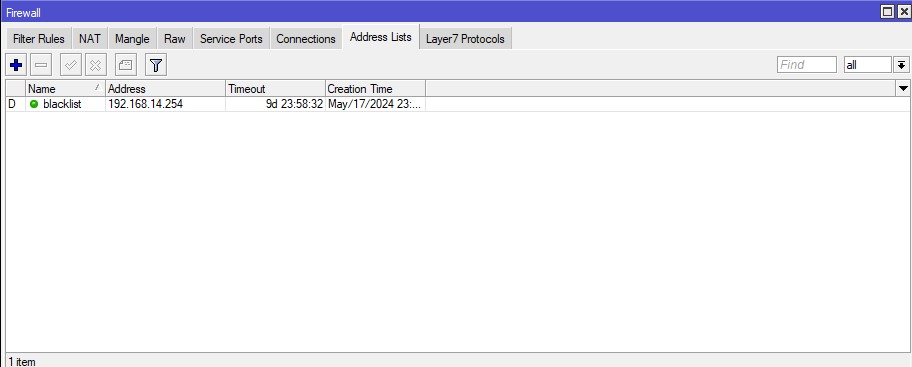 Firewall
Filter Rules NAT Mangle Raw Service Ports Connections Address Lists Layer7 Protocols
Find all
Name Address Timeout Creation Time
D blacklist 192.168.14.254 9d 23:58:32 May/17/2024 23:...
1 item